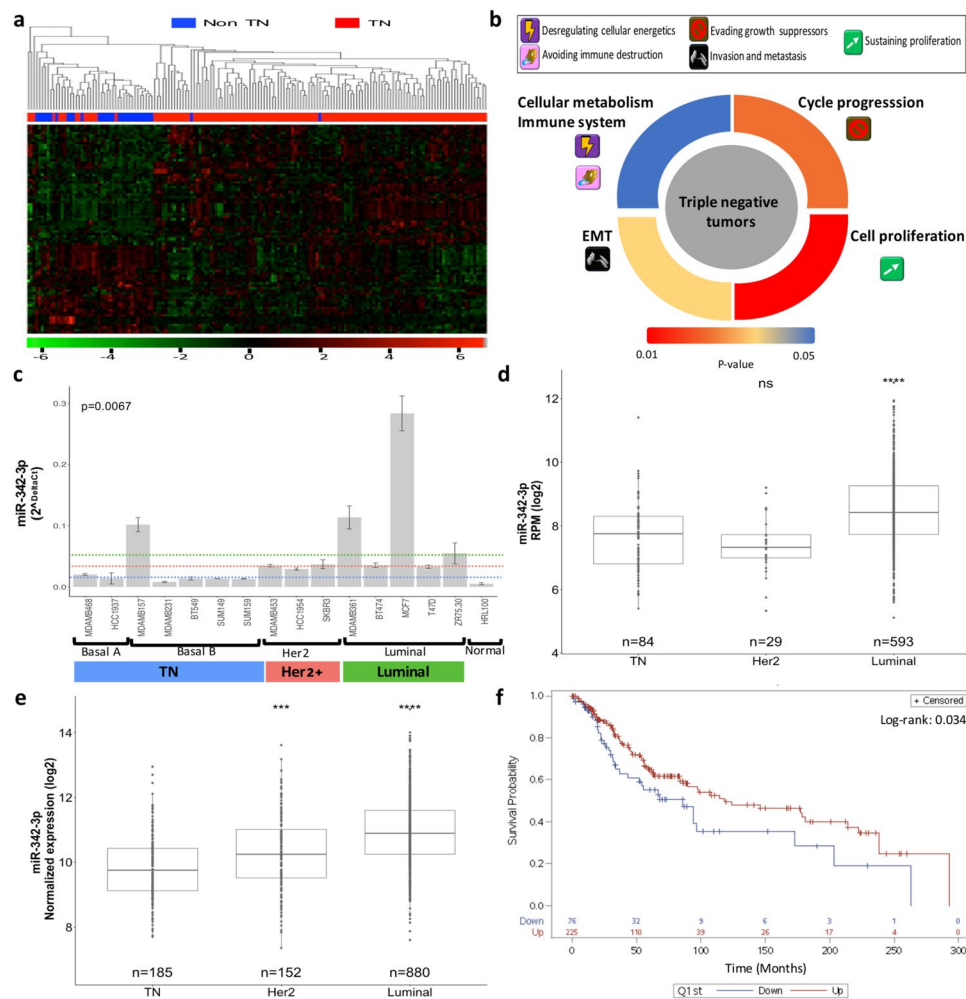 a
Non TN
TN
-6
-4
-2
0
2
4
6
b
Desregulating cellular energetics
Evading growth suppressors
Sustaining proliferation
Avoiding immune destruction
Invasion and metastasis
Cellular metabolism
Immune system
Cycle progresssion
Triple negative
tumors
EMT
Cell proliferation
0.01
0.05
P-value
c
p=0.0067
miR-342-3p
(2^DeltaCt)
0.3
0.2
0.1
0.0
MDAMB468
HCC1937
MDAMB157
MDAMB231
BT549
SUM149
SUM159
MDAMB453
HCC1954
SKBR3
MDAMB361
BT474
MCF7
T47D
ZR75.30
HRL100
Basal A
Basal B
Her2
Luminal
Normal
TN
Her2+
Luminal
d
miR-342-3p
RPM (log2)
12
10
8
6
4
ns
****
n=84
n=29
n=593
TN
Her2
Luminal
e
miR-342-3p
Normalized expression (log2)
14
12
10
8
***
****
n=185
n=152
n=880
TN
Her2
Luminal
f
+ Censored
Log-rank: 0.034
Survival Probability
1.0
0.8
0.6
0.4
0.2
0.0
Down 76 32 9 6 3 1 0
Up 225 110 39 26 17 4 0
0 50 100 150 200 250 300
Time (Months)
Q1st Down Up